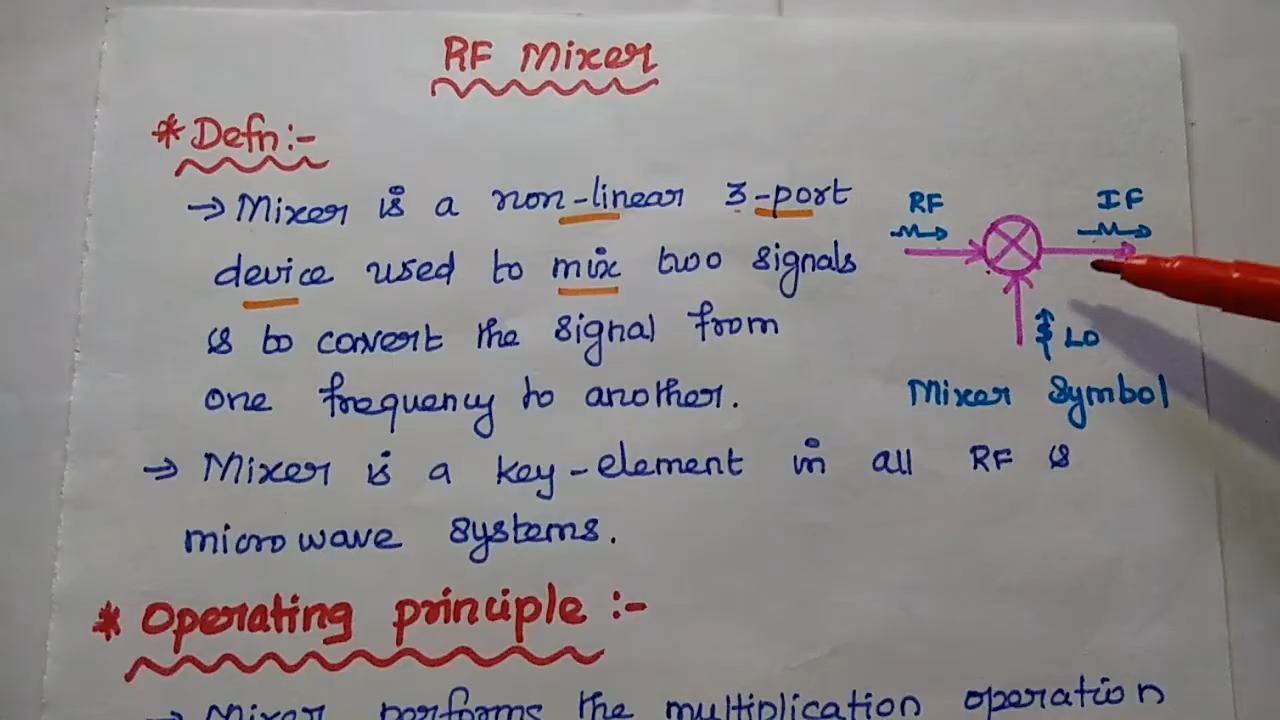 RF Mixer
* Defn:-
→ Mixer is a non-linear 3-port
device used to mix two signals
& to covert the signal from
one frequency to another.
RF
IF
LO
Mixer Symbol
→ Mixer is a key-element in all RF &
microwave systems.
* Operating principle :-
→ Mixer performs the multiplication operation